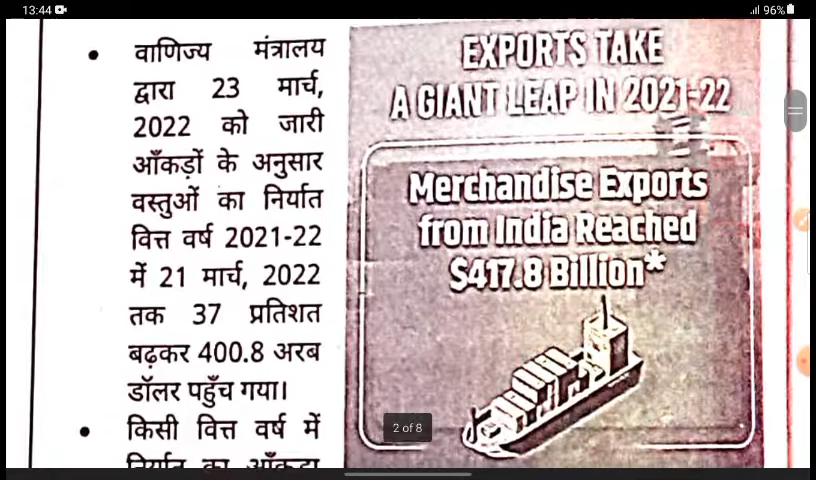 13:44
96%
• वाणिज्य मंत्रालय
द्वारा 23 मार्च,
2022 को जारी
आँकड़ों के अनुसार
वस्तुओं का निर्यात
वित्त वर्ष 2021-22
में 21 मार्च, 2022
तक 37 प्रतिशत
बढ़कर 400.8 अरब
डॉलर पहुँच गया।
• किसी वित्त वर्ष में
निर्यात का आँकड़ा
EXPORTS TAKE
A GIANT LEAP IN 2021-22
Merchandise Exports
from India Reached
$417.8 Billion*
2 of 8